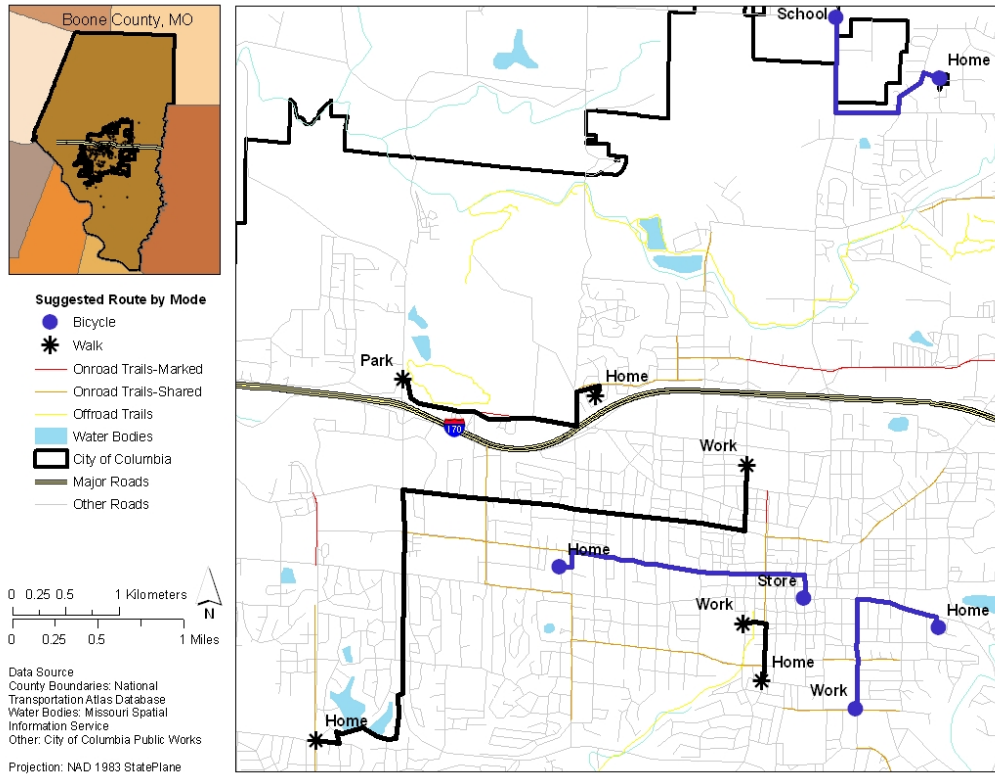 Boone County, MO
Suggested Route by Mode
Bicycle
Walk
Onroad Trails-Marked
Onroad Trails-Shared
Offroad Trails
Water Bodies
City of Columbia
Major Roads
Other Roads
0 0.25 0.5 1 Kilometers
N
0 0.25 0.5 1 Miles
Data Source
County Boundaries: National
Transportation Atlas Database
Water Bodies: Missouri Spatial
Information Service
Other: City of Columbia Public Works
Projection: NAD 1983 StatePlane
School
Home
Park
Home
170
Work
Home
Store
Work
Home
Home
Work
Home